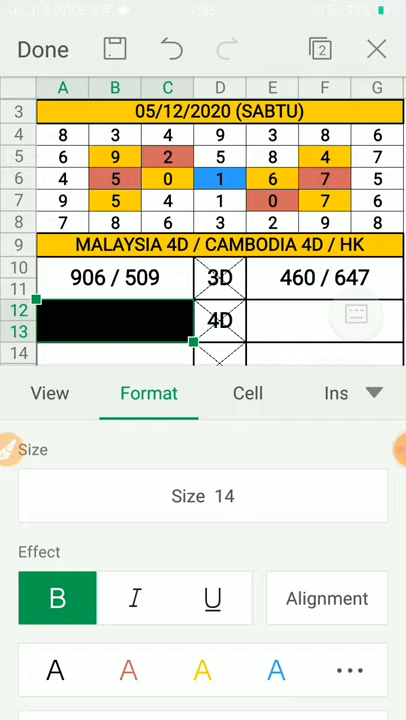 Done 2
A B C D E F G
3 05/12/2020 (SABTU)
4 8 3 4 9 3 8 6
5 6 9 2 5 8 4 7
6 4 5 0 1 6 7 5
7 9 5 4 1 0 7 6
8 7 8 6 3 2 9 8
9 MALAYSIA 4D / CAMBODIA 4D / HK
10 906 / 509 3D 460 / 647
11
12 4D
13
14
View Format Cell Ins
Size
Size 14
Effect
B I U Alignment
A A A A